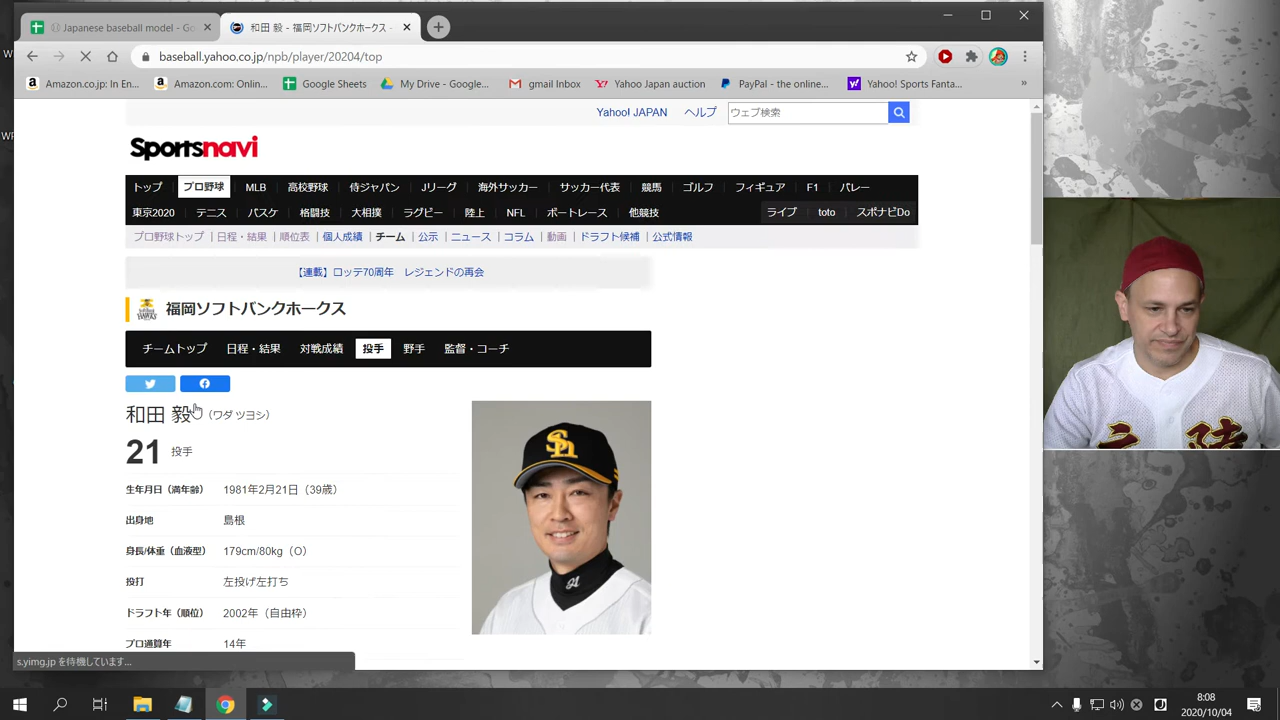 Japanese baseball model - Go
和田 毅 - 福岡ソフトバンクホークス -
baseball.yahoo.co.jp/npb/player/20204/top
Amazon.co.jp: In En... Amazon.com: Onlin... Google Sheets My Drive - Google... gmail Inbox Yahoo Japan auction PayPal - the online... Yahoo! Sports Fanta... »
Yahoo! JAPAN ヘルプ ウェブ検索
Sportsnavi
トップ プロ野球 MLB 高校野球 侍ジャパン Jリーグ 海外サッカー サッカー代表 競馬 ゴルフ フィギュア F1 バレー
東京2020 テニス バスケ 格闘技 大相撲 ラグビー 陸上 NFL ボートレース 他競技 ライブ toto スポナビDo
プロ野球トップ | 日程・結果 | 順位表 | 個人成績 | チーム | 公示 | ニュース | コラム | 動画 | ドラフト候補 | 公式情報
【連載】ロッテ70周年 レジェンドの再会
福岡ソフトバンクホークス
チームトップ 日程・結果 対戦成績 投手 野手 監督・コーチ
和田 毅 (ワダ ツヨシ)
21 投手
生年月日（満年齢） 1981年2月21日（39歳）
出身地 島根
身長/体重（血液型） 179cm/80kg（O）
投打 左投げ左打ち
ドラフト年（順位） 2002年（自由枠）
プロ通算年 14年
s.yimg.jp を待機しています...
8:08
2020/10/04